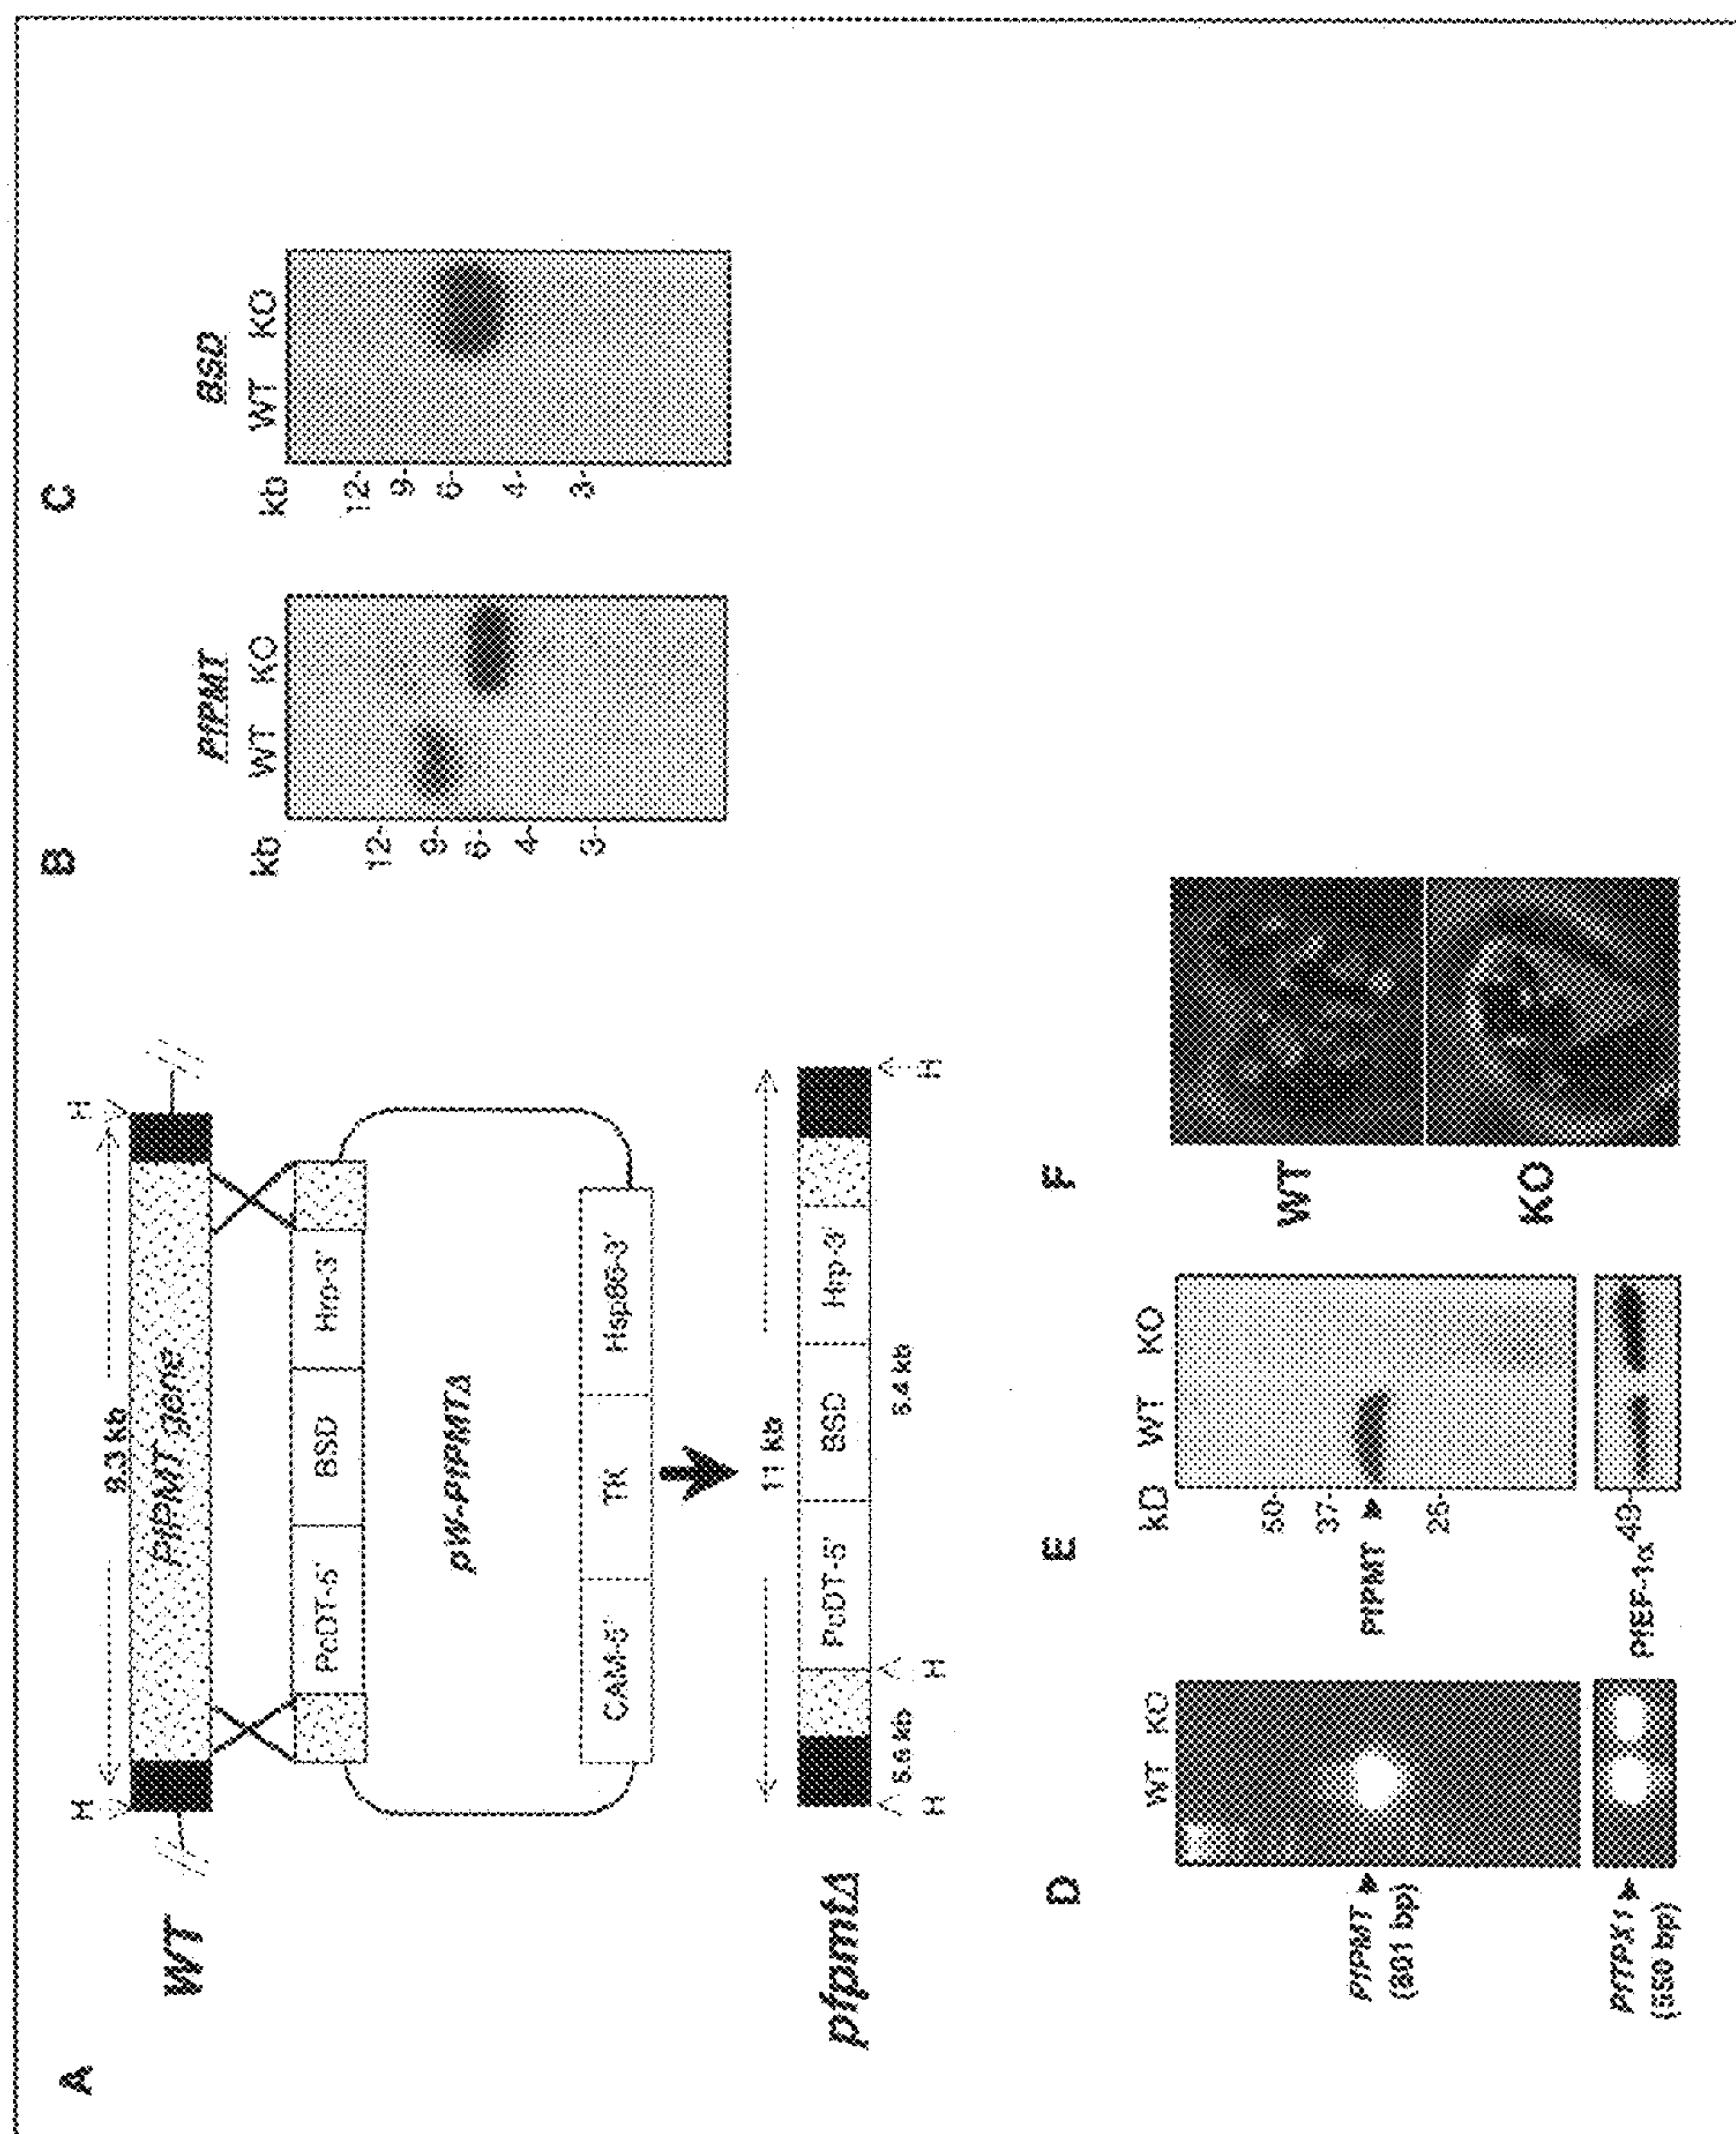 A
WT
H
H
9.3 kb
PfPMT gene
PcDT-5'
BSD
Hrp-3'
pW-PfPMTΔ
CAM-5'
TK
Hsp86-3'
11 kb
pfpmtΔ
PcDT-5'
BSD
Hrp-3'
5.6 kb
5.4 kb
H
H
H
B
PfPMT
kb
WT
KO
12-
9-
6-
4-
3-
C
BSD
kb
WT
KO
12-
9-
6-
4-
3-
D
WT
KO
PfPMT
(801 bp)
PfTPX1
(550 bp)
E
kD
WT
KO
50-
37-
PfPMT
PfEF-1α
49-
F
WT
KO